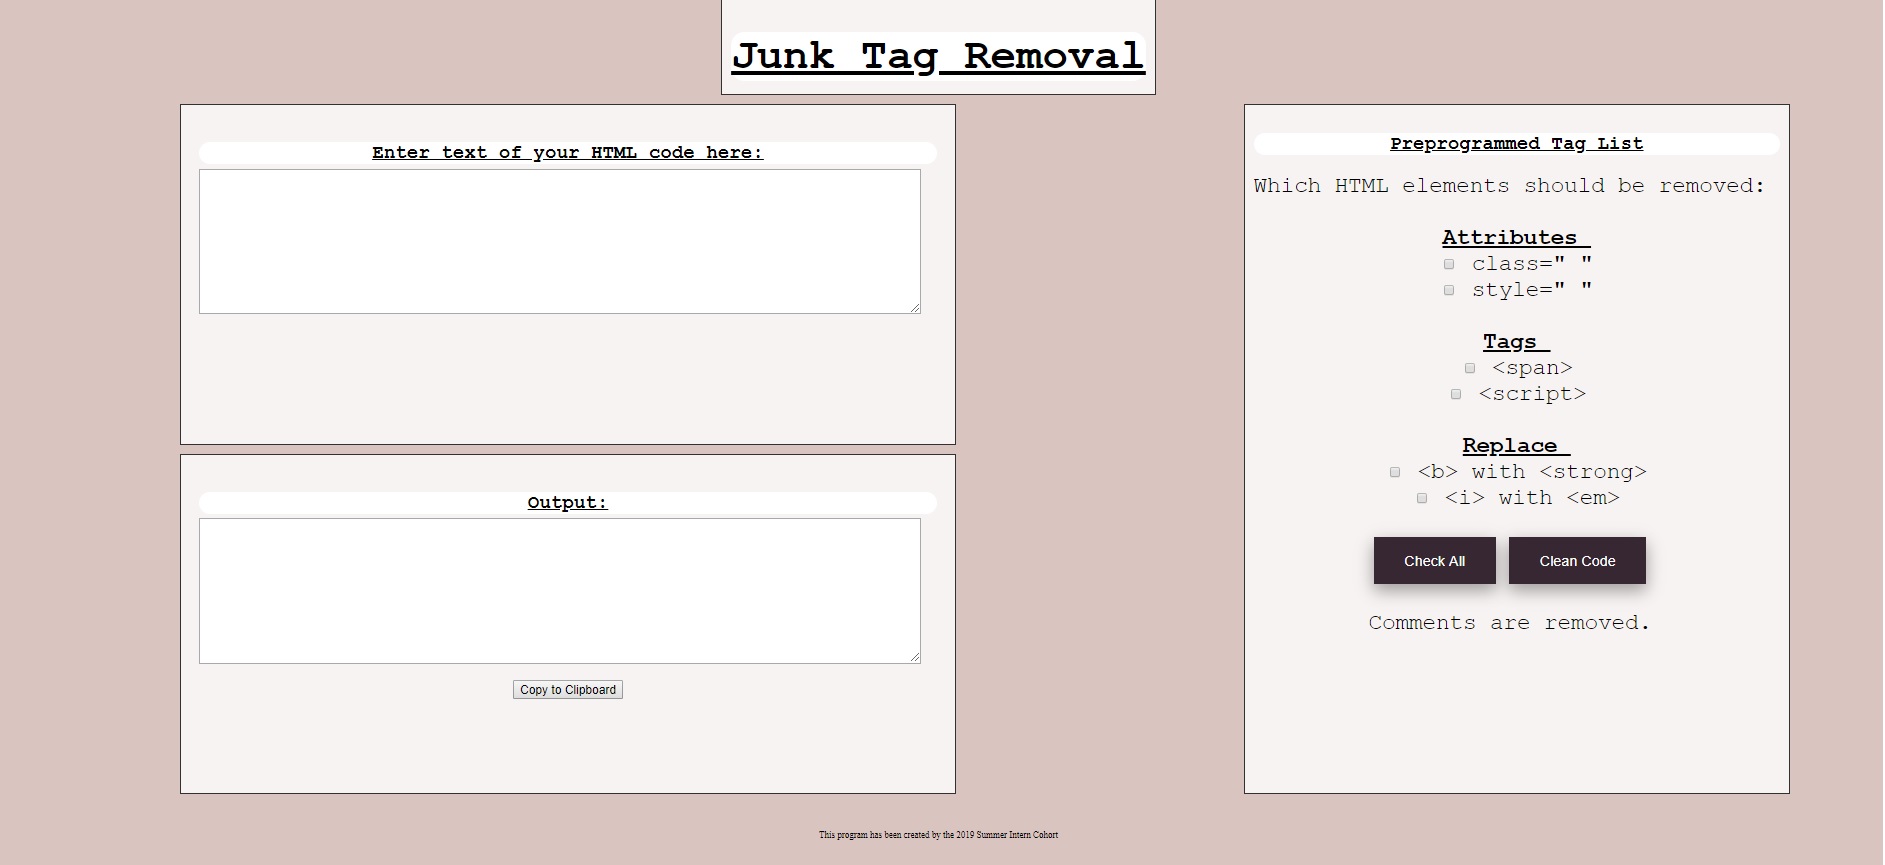 Junk Tag Removal
Enter text of your HTML code here:
Output:
Copy to Clipboard
Preprogrammed Tag List
Which HTML elements should be removed:
Attributes
class=" "
style=" "
Tags
<span>
<script>
Replace
<b> with <strong>
<i> with <em>
Check All
Clean Code
Comments are removed.
This program has been created by the 2019 Summer Intern Cohort